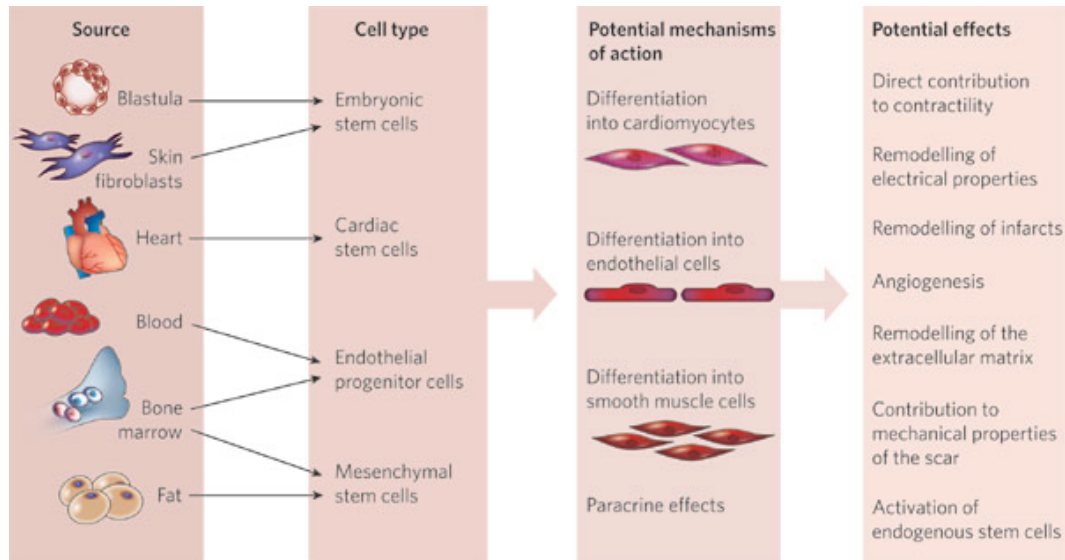 Source
Blastula
Skin
fibroblasts
Heart
Blood
Bone
marrow
Fat
Cell type
Embryonic
stem cells
Cardiac
stem cells
Endothelial
progenitor cells
Mesenchymal
stem cells
Potential mechanisms
of action
Differentiation
into cardiomyocytes
Differentiation into
endothelial cells
Differentiation into
smooth muscle cells
Paracrine effects
Potential effects
Direct contribution
to contractility
Remodelling of
electrical properties
Remodelling of infarcts
Angiogenesis
Remodelling of the
extracellular matrix
Contribution to
mechanical properties
of the scar
Activation of
endogenous stem cells